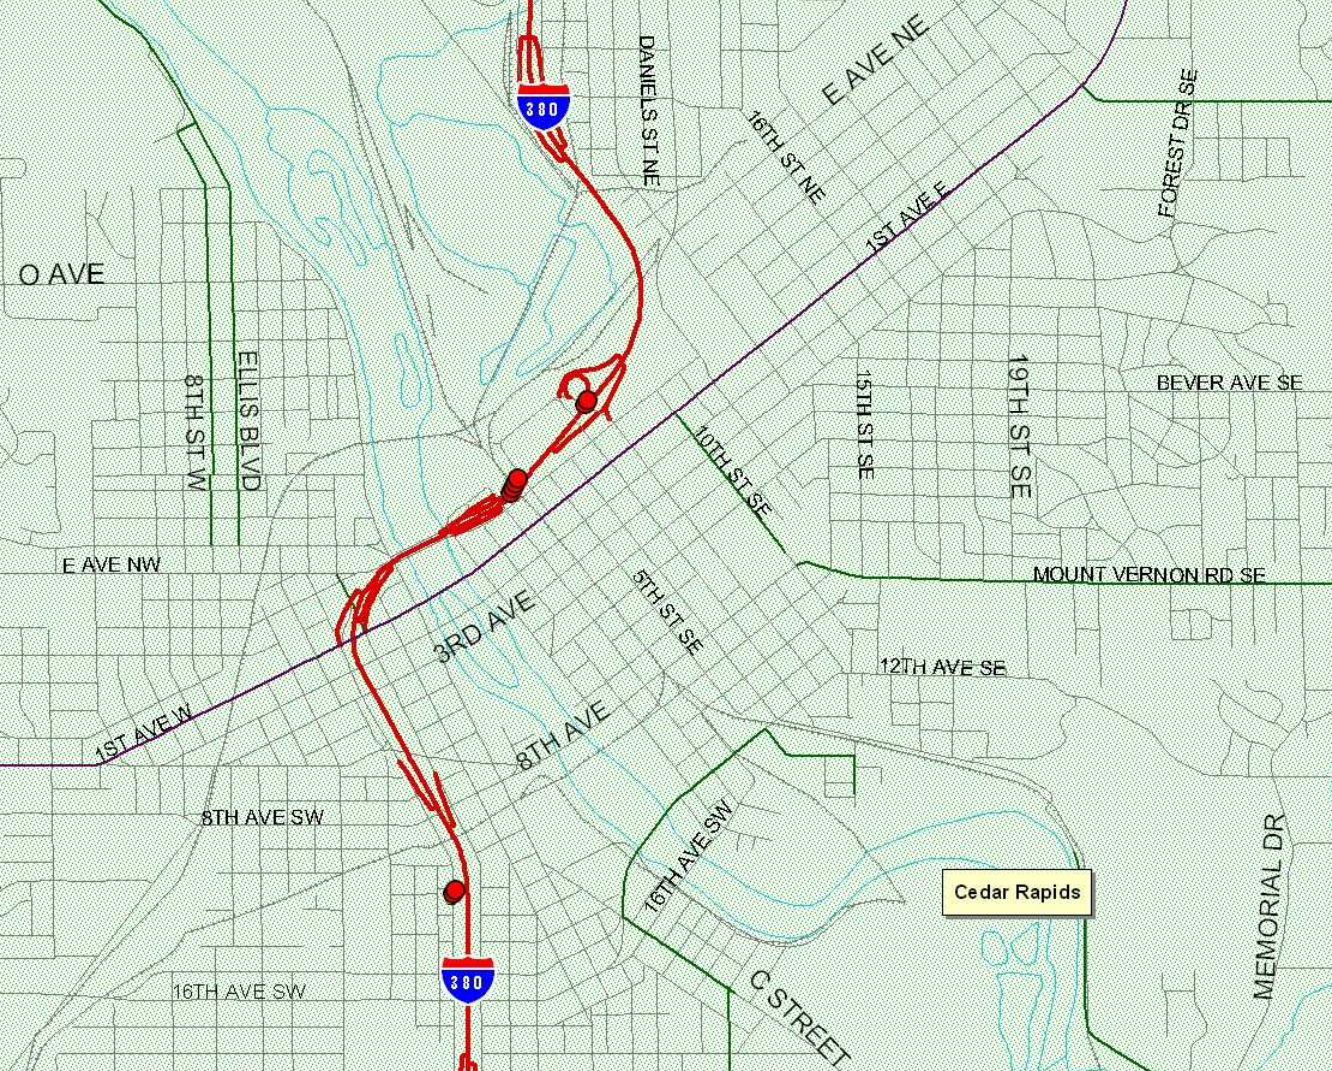 380
DANIELS ST NE
E AVE NE
16TH ST NE
FOREST DR SE
1ST AVE E
O AVE
ELLIS BLVD
8TH ST W
15TH ST SE
19TH ST SE
BEVER AVE SE
10TH ST SE
E AVE NW
MOUNT VERNON RD SE
3RD AVE
5TH ST SE
12TH AVE SE
1ST AVE W
8TH AVE
8TH AVE SW
16TH AVE SW
Cedar Rapids
MEMORIAL DR
380
16TH AVE SW
C STREET